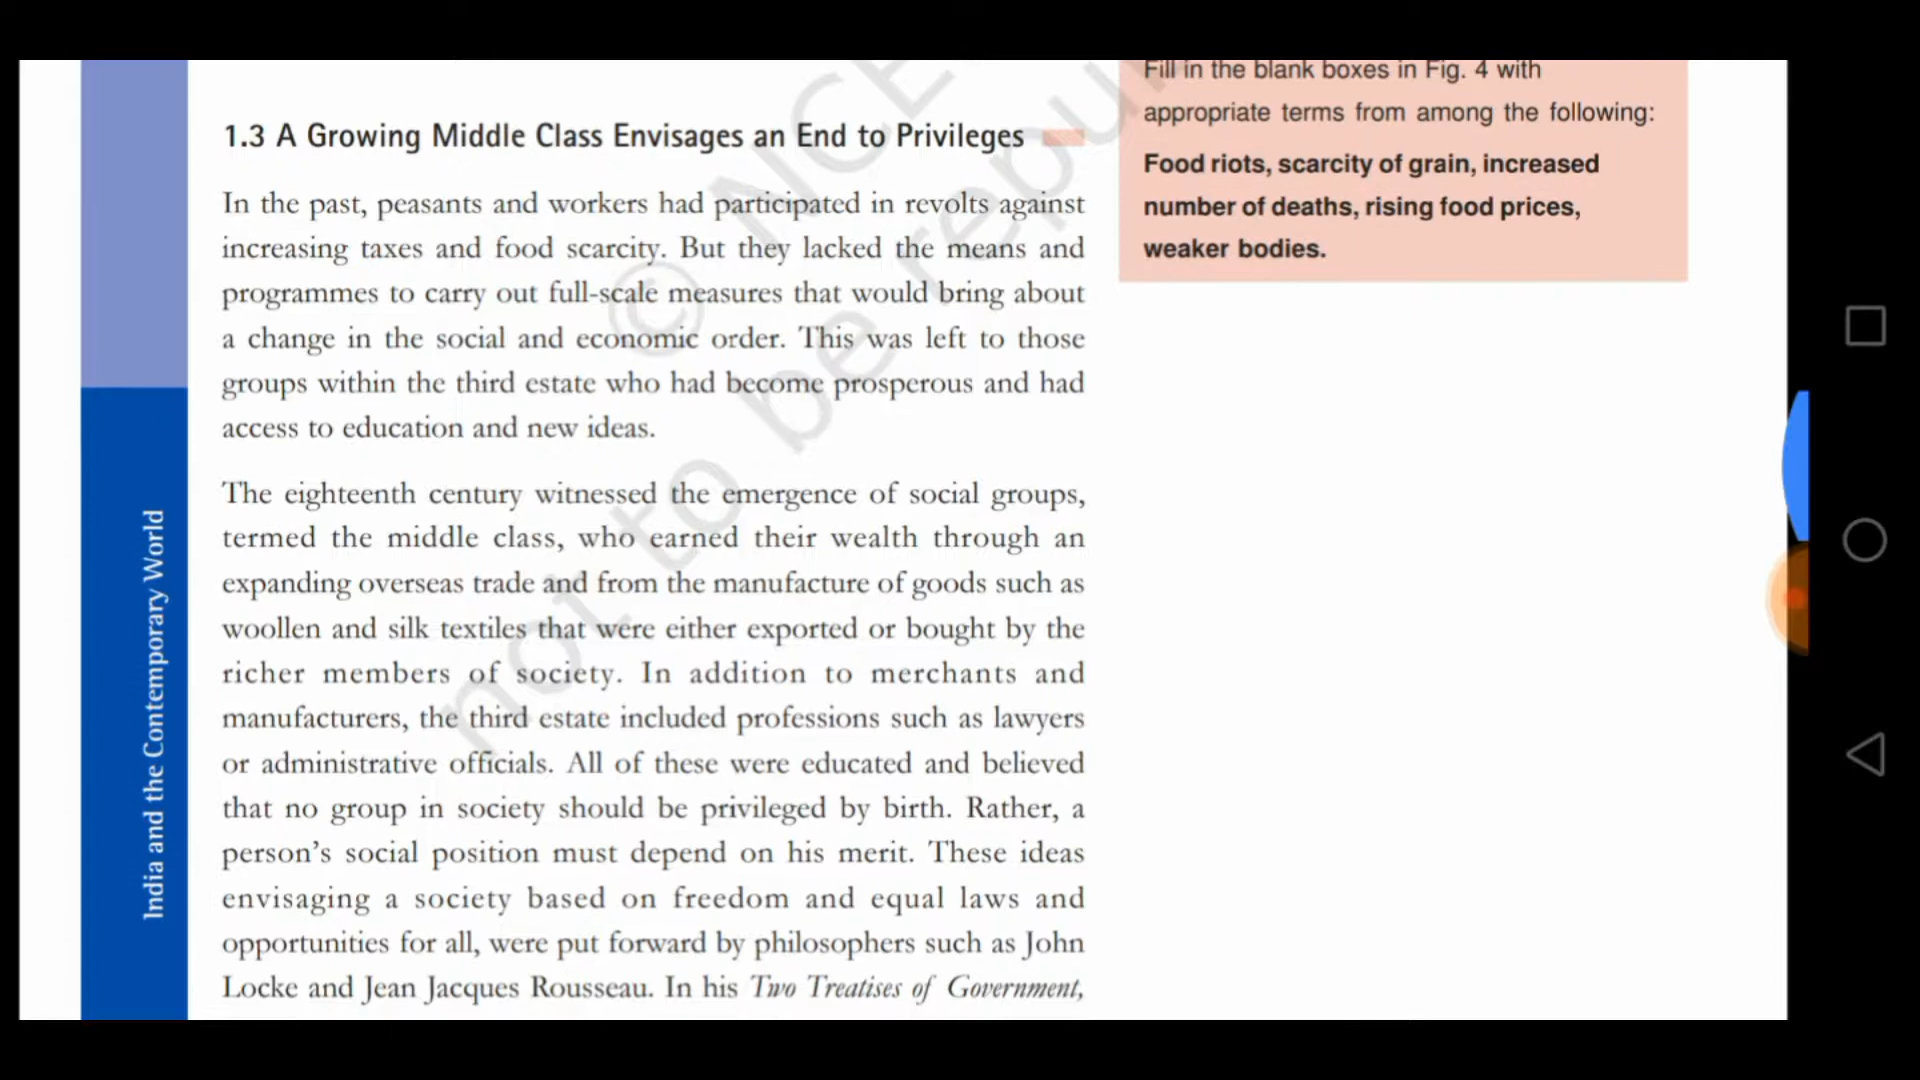 Fill in the blank boxes in Fig. 4 with
appropriate terms from among the following:
Food riots, scarcity of grain, increased
number of deaths, rising food prices,
weaker bodies.
1.3 A Growing Middle Class Envisages an End to Privileges
In the past, peasants and workers had participated in revolts against
increasing taxes and food scarcity. But they lacked the means and
programmes to carry out full-scale measures that would bring about
a change in the social and economic order. This was left to those
groups within the third estate who had become prosperous and had
access to education and new ideas.
The eighteenth century witnessed the emergence of social groups,
termed the middle class, who earned their wealth through an
expanding overseas trade and from the manufacture of goods such as
woollen and silk textiles that were either exported or bought by the
richer members of society. In addition to merchants and
manufacturers, the third estate included professions such as lawyers
or administrative officials. All of these were educated and believed
that no group in society should be privileged by birth. Rather, a
person's social position must depend on his merit. These ideas
envisaging a society based on freedom and equal laws and
opportunities for all, were put forward by philosophers such as John
Locke and Jean Jacques Rousseau. In his Two Treatises of Government,
India and the Contemporary World
© NCE
not to be repu